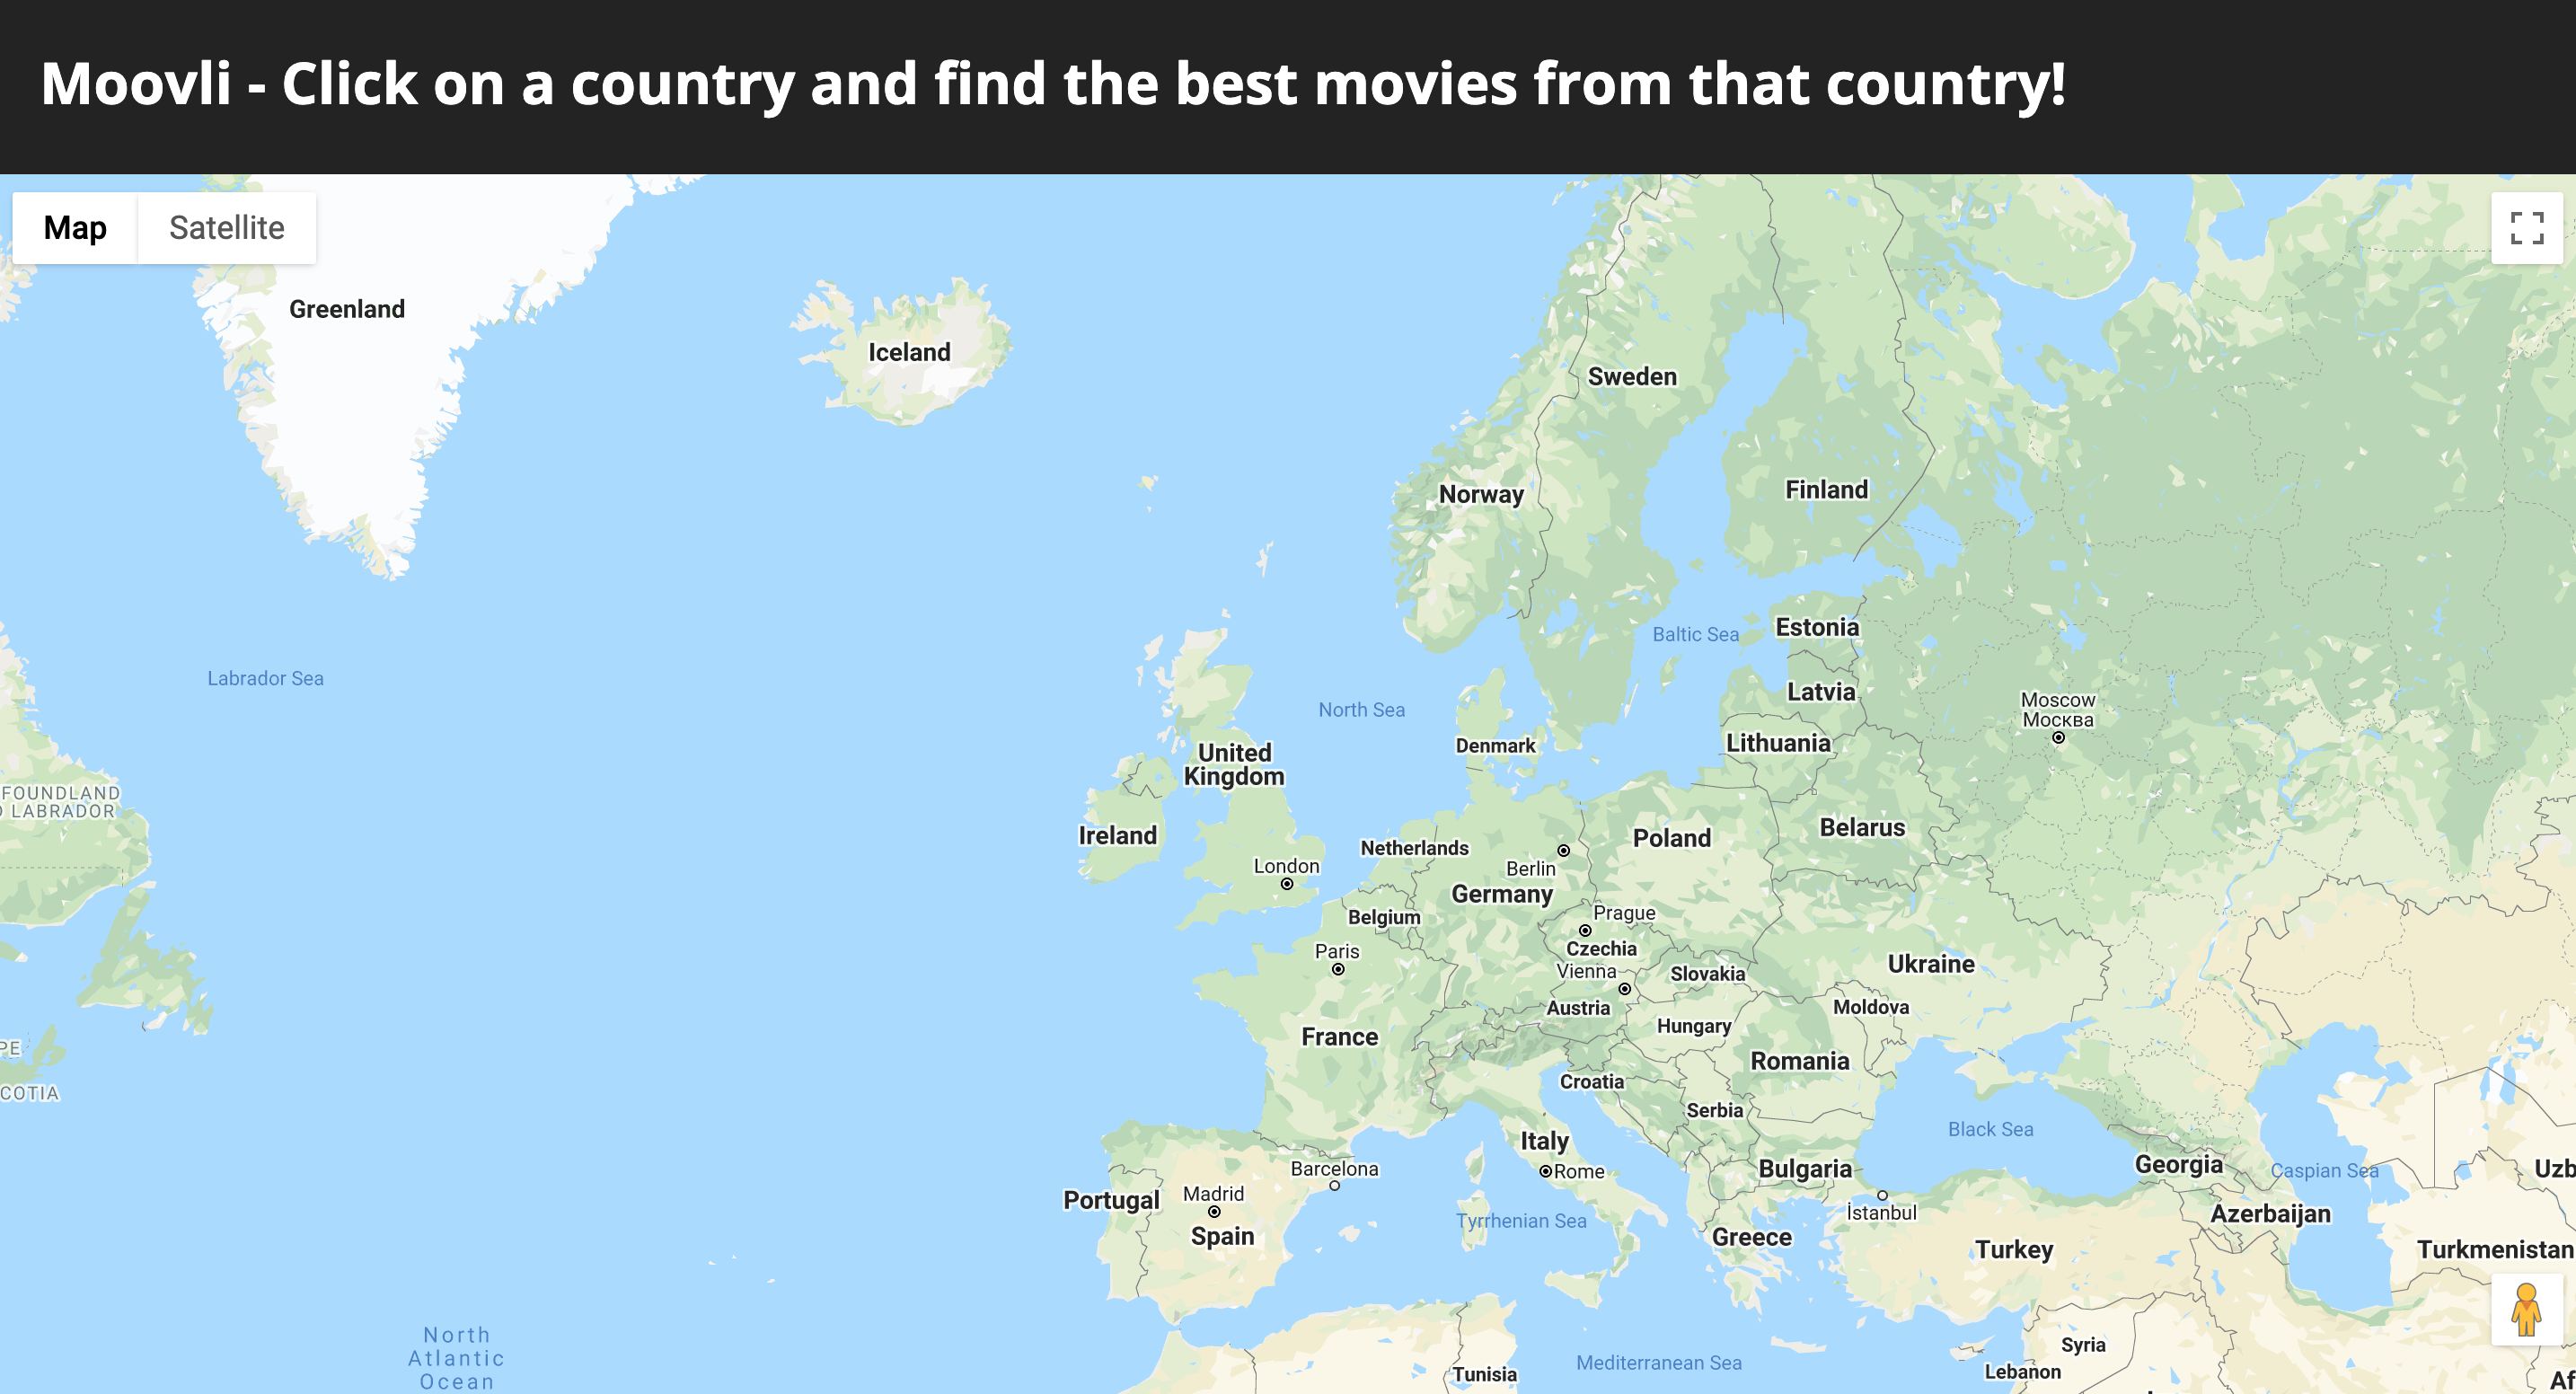 Moovli - Click on a country and find the best movies from that country!
Map
Satellite
Greenland
Iceland
Sweden
Norway
Finland
Baltic Sea
Estonia
Labrador Sea
Latvia
North Sea
Moscow
Москва
Denmark
Lithuania
United
Kingdom
FOUNDLAND
LABRADOR
Ireland
Netherlands
Poland
Belarus
London
Berlin
Germany
Belgium
Prague
Czechia
Paris
Vienna
Slovakia
Ukraine
Austria
Moldova
Hungary
France
PE
Romania
COTIA
Croatia
Serbia
Black Sea
Italy
Barcelona
Rome
Bulgaria
Georgia
Caspian Sea
Uzb
Portugal
Madrid
Spain
Tyrrhenian Sea
İstanbul
Azerbaijan
Greece
Turkey
Turkmenistan
North
Atlantic
Ocean
Syria
Tunisia
Mediterranean Sea
Lebanon
Af